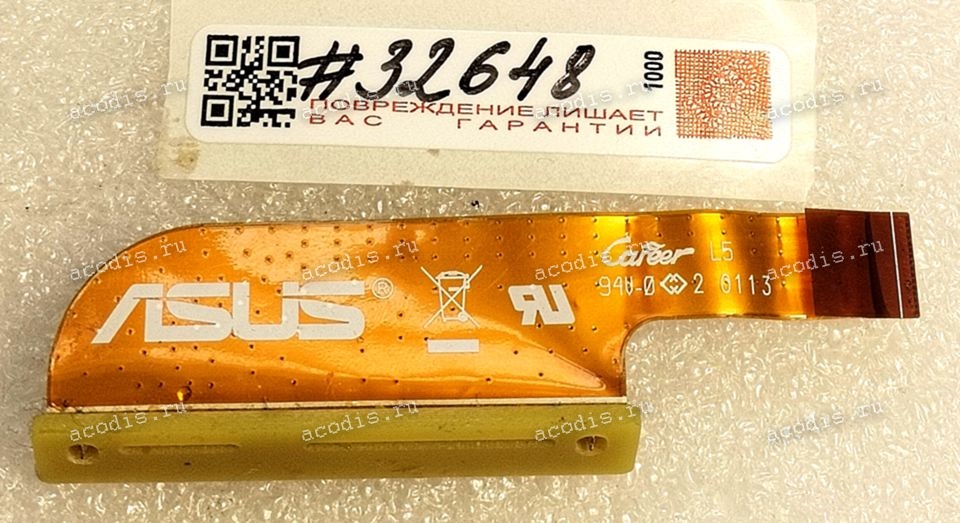 #32648
1000
ПОВРЕЖДЕНИЕ ЛИШАЕТ
ВАС ГАРАНТИИ
Career L5
94V-0 2 0113
ASUS®
acodis.ru